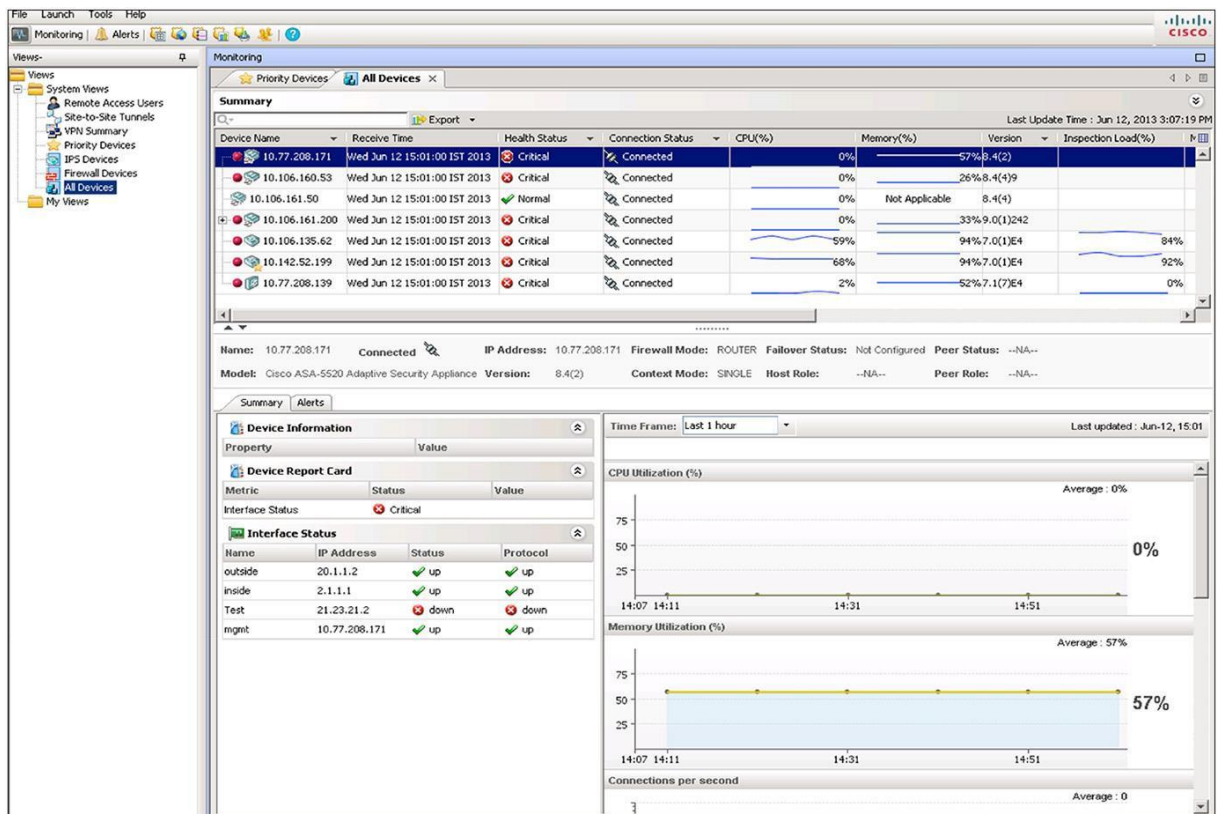 File Launch Tools Help
Monitoring Alerts
CISCO
Views-
Views
System Views
Remote Access Users
Site-to-Site Tunnels
VPN Summary
Priority Devices
IPS Devices
Firewall Devices
All Devices
My Views
Monitoring
Priority Devices All Devices
Summary
Export Last Update Time : Jun 12, 2013 3:07:19 PM
Device Name Receive Time Health Status Connection Status CPU(%) Memory(%) Version Inspection Load(%)
10.77.208.171 Wed Jun 12 15:01:00 IST 2013 Critical Connected 0% 57% 8.4(2)
10.106.160.53 Wed Jun 12 15:01:00 IST 2013 Critical Connected 0% 26% 8.4(4)9
10.106.161.50 Wed Jun 12 15:01:00 IST 2013 Normal Connected 0% Not Applicable 8.4(4)
10.106.161.200 Wed Jun 12 15:01:00 IST 2013 Critical Connected 0% 33% 9.0(1)242
10.106.135.62 Wed Jun 12 15:01:00 IST 2013 Critical Connected 59% 94% 7.0(1)E4 84%
10.142.52.199 Wed Jun 12 15:01:00 IST 2013 Critical Connected 68% 94% 7.0(1)E4 92%
10.77.208.139 Wed Jun 12 15:01:00 IST 2013 Critical Connected 2% 52% 7.1(7)E4 0%
Name: 10.77.208.171 Connected IP Address: 10.77.208.171 Firewall Mode: ROUTER Failover Status: Not Configured Peer Status: --NA--
Model: Cisco ASA-5520 Adaptive Security Appliance Version: 8.4(2) Context Mode: SINGLE Host Role: --NA-- Peer Role: --NA--
Summary Alerts
Device Information
Property Value
Device Report Card
Metric Status Value
Interface Status Critical
Interface Status
Name IP Address Status Protocol
outside 20.1.1.2 up up
inside 2.1.1.1 up up
Test 21.23.21.2 down down
mgmt 10.77.208.171 up up
Time Frame: Last 1 hour Last updated : Jun-12, 15:01
CPU Utilization (%)
Average : 0%
75
50
25
0%
14:07 14:11 14:31 14:51
Memory Utilization (%)
Average : 57%
75
50
25
57%
14:07 14:11 14:31 14:51
Connections per second
Average : 0